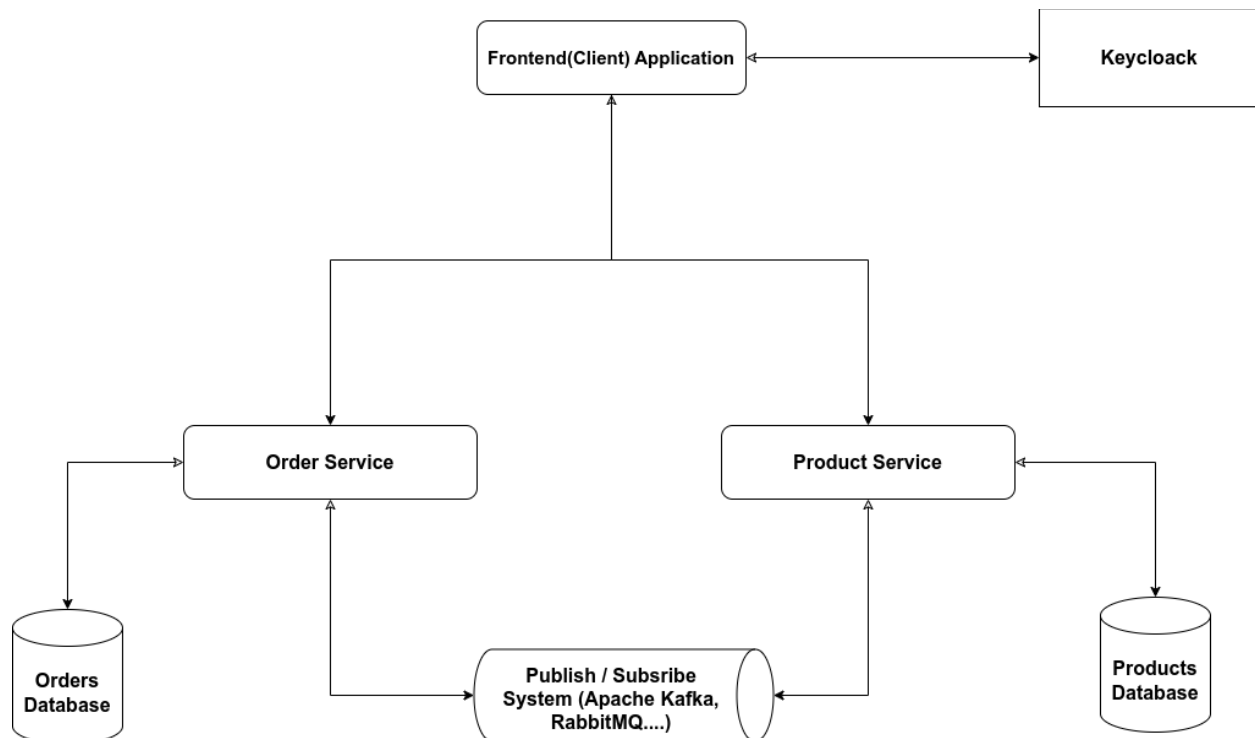 Frontend(Client) Application
Keycloack
Order Service
Product Service
Orders
Database
Publish / Subsribe
System (Apache Kafka,
RabbitMQ....)
Products
Database